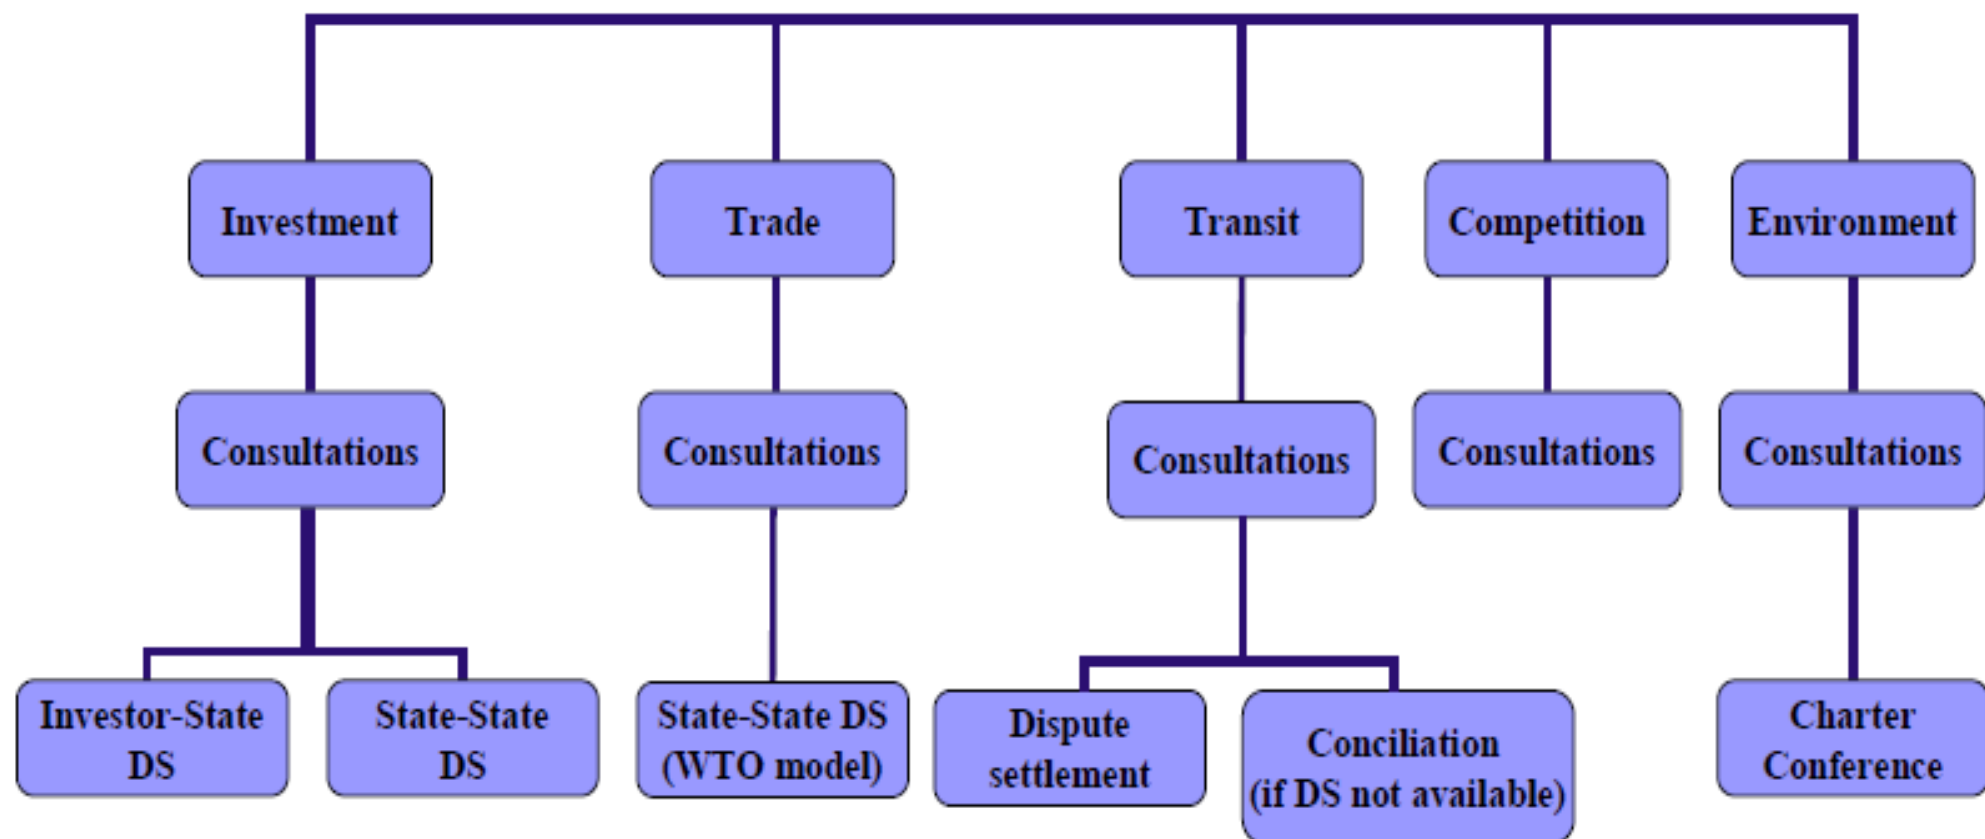 Investment
Trade
Transit
Competition
Environment
Consultations
Consultations
Consultations
Consultations
Consultations
Investor-State
DS
State-State
DS
State-State DS
(WTO model)
Dispute
settlement
Conciliation
(if DS not available)
Charter
Conference